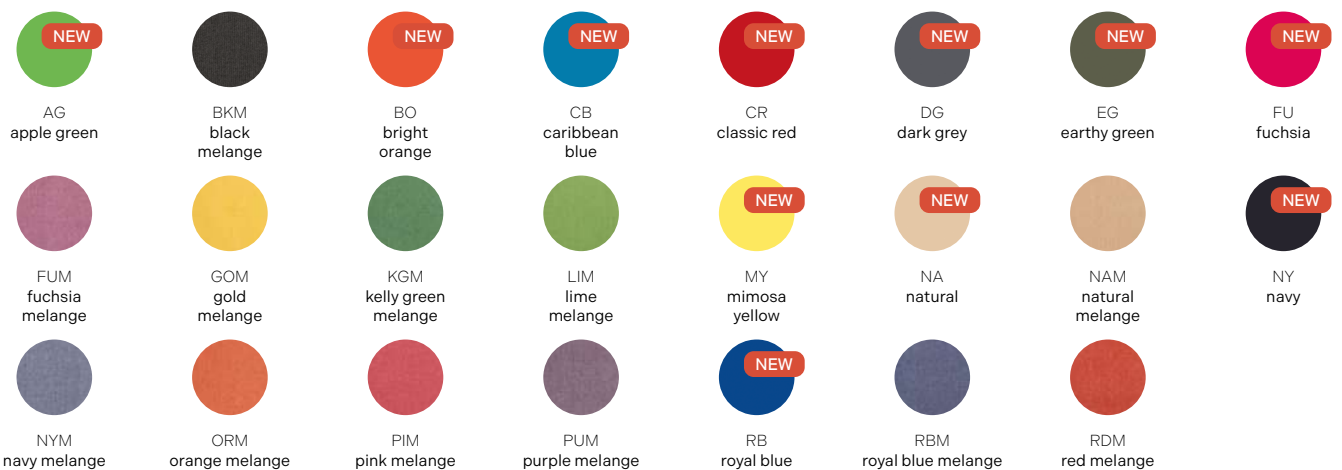 NEW
NEW
NEW
NEW
NEW
NEW
NEW
AG
apple green
BKM
black
melange
BO
bright
orange
CB
caribbean
blue
CR
classic red
DG
dark grey
EG
earthy green
FU
fuchsia
NEW
NEW
NEW
FUM
fuchsia
melange
GOM
gold
melange
KGM
kelly green
melange
LIM
lime
melange
MY
mimosa
yellow
NA
natural
NAM
natural
melange
NY
navy
NEW
NYM
navy melange
ORM
orange melange
PIM
pink melange
PUM
purple melange
RB
royal blue
RBM
royal blue melange
RDM
red melange